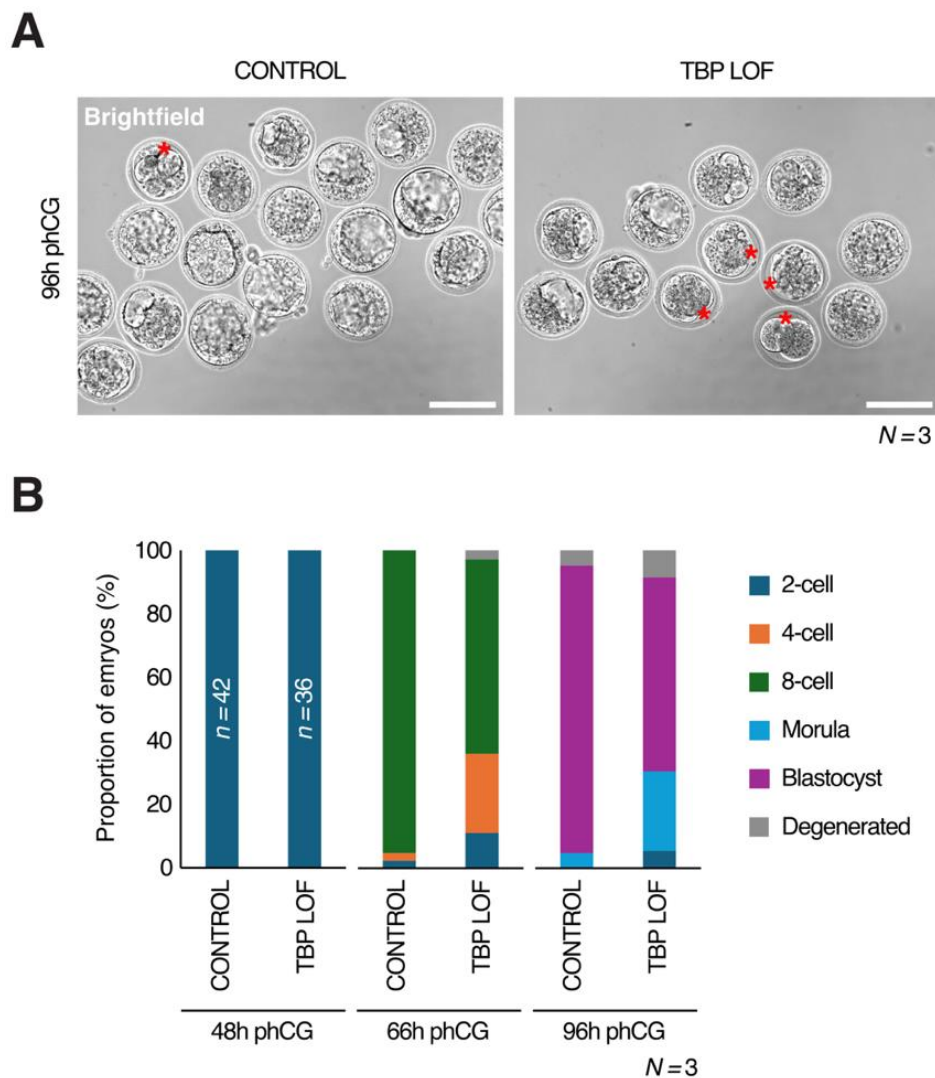 A
CONTROL
TBP LOF
96h phCG
Brightfield
*
*
*
*
*
N = 3
B
Proportion of emryos (%)
100
80
60
40
20
0
n = 42
n = 36
CONTROL
TBP LOF
CONTROL
TBP LOF
CONTROL
TBP LOF
48h phCG
66h phCG
96h phCG
N = 3
2-cell
4-cell
8-cell
Morula
Blastocyst
Degenerated